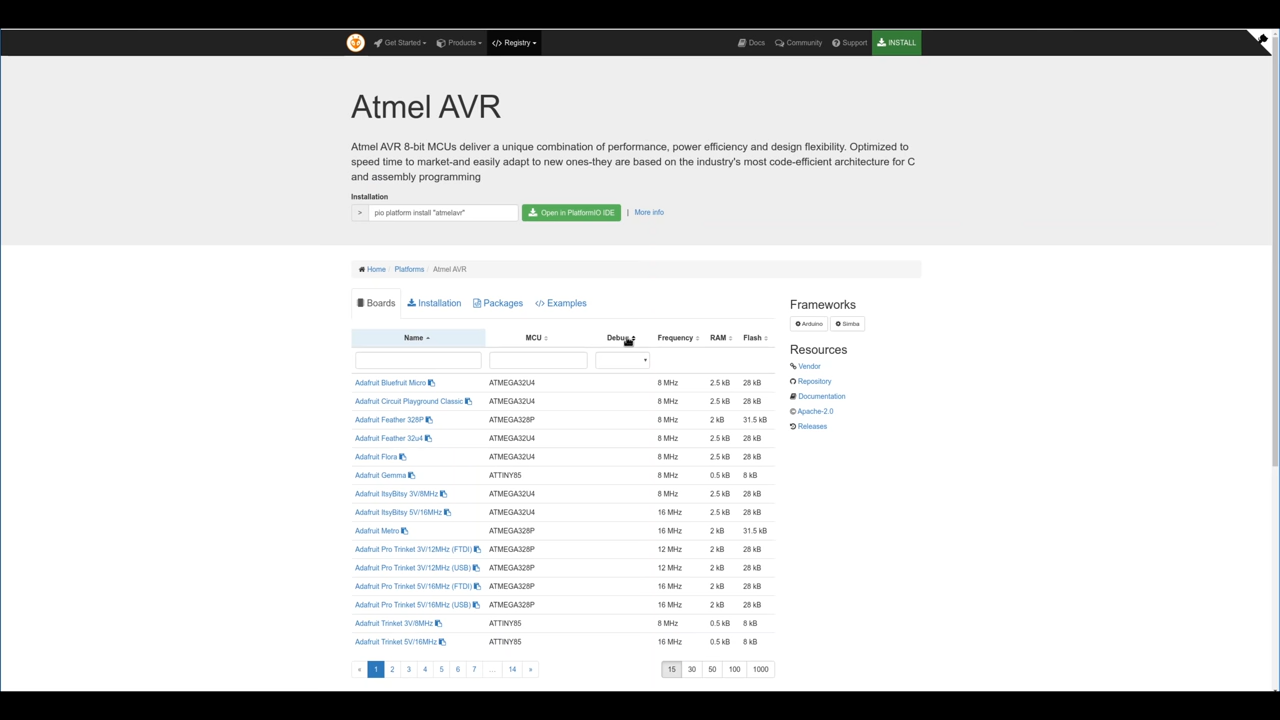 Get Started Products </> Registry Docs Community Support INSTALL
Atmel AVR
Atmel AVR 8-bit MCUs deliver a unique combination of performance, power efficiency and design flexibility. Optimized to
speed time to market-and easily adapt to new ones-they are based on the industry's most code-efficient architecture for C
and assembly programming
Installation
> pio platform install "atmelavr" Open in PlatformIO IDE | More info
Home / Platforms / Atmel AVR
Boards Installation Packages </> Examples
Name MCU Debug Frequency RAM Flash
Adafruit Bluefruit Micro ATMEGA32U4 8 MHz 2.5 kB 28 kB
Adafruit Circuit Playground Classic ATMEGA32U4 8 MHz 2.5 kB 28 kB
Adafruit Feather 328P ATMEGA328P 8 MHz 2 kB 31.5 kB
Adafruit Feather 32u4 ATMEGA32U4 8 MHz 2.5 kB 28 kB
Adafruit Flora ATMEGA32U4 8 MHz 2.5 kB 28 kB
Adafruit Gemma ATTINY85 8 MHz 0.5 kB 8 kB
Adafruit ItsyBitsy 3V/8MHz ATMEGA32U4 8 MHz 2.5 kB 28 kB
Adafruit ItsyBitsy 5V/16MHz ATMEGA32U4 16 MHz 2.5 kB 28 kB
Adafruit Metro ATMEGA328P 16 MHz 2 kB 31.5 kB
Adafruit Pro Trinket 3V/12MHz (FTDI) ATMEGA328P 12 MHz 2 kB 28 kB
Adafruit Pro Trinket 3V/12MHz (USB) ATMEGA328P 12 MHz 2 kB 28 kB
Adafruit Pro Trinket 5V/16MHz (FTDI) ATMEGA328P 16 MHz 2 kB 28 kB
Adafruit Pro Trinket 5V/16MHz (USB) ATMEGA328P 16 MHz 2 kB 28 kB
Adafruit Trinket 3V/8MHz ATTINY85 8 MHz 0.5 kB 8 kB
Adafruit Trinket 5V/16MHz ATTINY85 16 MHz 0.5 kB 8 kB
« 1 2 3 4 5 6 7 ... 14 » 15 30 50 100 1000
Frameworks
Arduino Simba
Resources
Vendor
Repository
Documentation
Apache-2.0
Releases